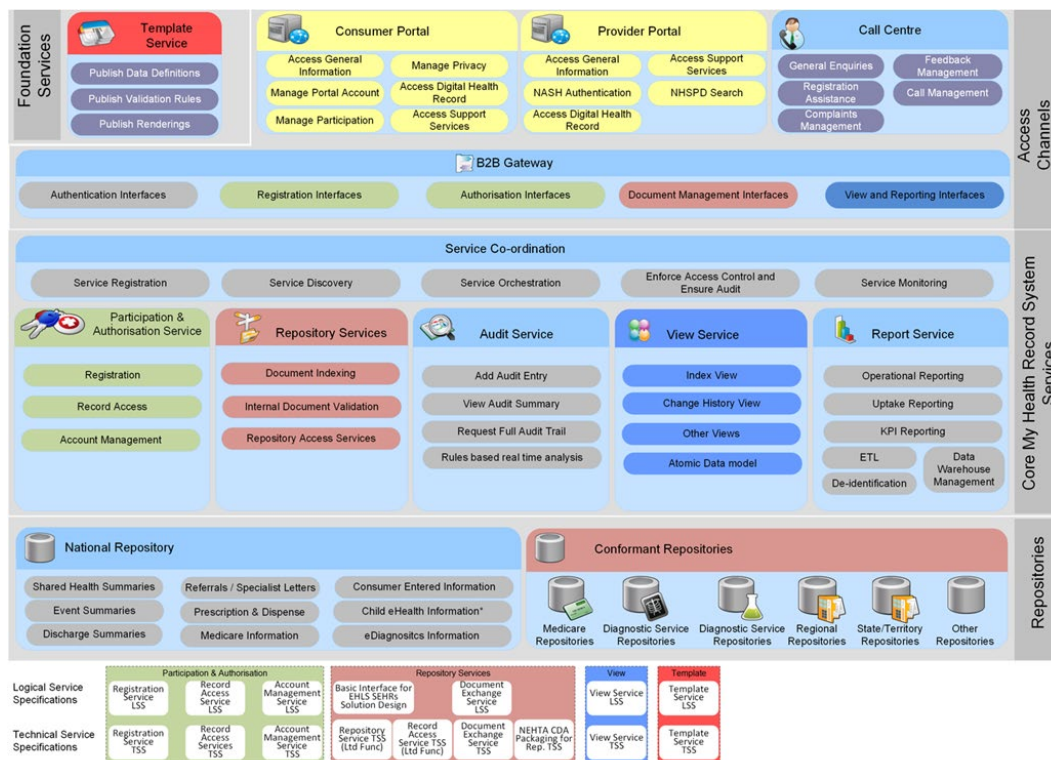 Foundation
Services
Template
Service
Publish Data Definitions
Publish Validation Rules
Publish Renderings
Consumer Portal
Access General
Information
Manage Privacy
Manage Portal Account
Access Digital Health
Record
Manage Participation
Access Support
Services
Provider Portal
Access General
Information
Access Support
Services
NASH Authentication
NHSPD Search
Access Digital Health
Record
Call Centre
General Enquiries
Feedback
Management
Registration
Assistance
Call Management
Complaints
Management
Access
Channels
B2B Gateway
Authentication Interfaces
Registration Interfaces
Authorisation Interfaces
Document Management Interfaces
View and Reporting Interfaces
Service Co-ordination
Service Registration
Service Discovery
Service Orchestration
Enforce Access Control and
Ensure Audit
Service Monitoring
Core My Health Record System
Services
Participation &
Authorisation Service
Registration
Record Access
Account Management
Repository Services
Document Indexing
Internal Document Validation
Repository Access Services
Audit Service
Add Audit Entry
View Audit Summary
Request Full Audit Trail
Rules based real time analysis
View Service
Index View
Change History View
Other Views
Atomic Data model
Report Service
Operational Reporting
Uptake Reporting
KPI Reporting
ETL
Data
Warehouse
Management
De-identification
Repositories
National Repository
Shared Health Summaries
Referrals / Specialist Letters
Consumer Entered Information
Event Summaries
Prescription & Dispense
Child eHealth Information*
Discharge Summaries
Medicare Information
eDiagnositcs Information
Conformant Repositories
Medicare
Repositories
Diagnostic Service
Repositories
Diagnostic Service
Repositories
Regional
Repositories
State/Territory
Repositories
Other
Repositories
Participation & Authorisation
Repository Services
View
Template
Logical Service
Specifications
Registration
Service
LSS
Record
Access
Service
LSS
Account
Management
Service
LSS
Basic Interface for
EHLS SEHRs
Solution Design
Document
Exchange
Service
LSS
View Service
LSS
Template
Service
LSS
Technical Service
Specifications
Registration
Service
TSS
Record
Access
Services
TSS
Account
Management
Service
TSS
Repository
Service TSS
(Ltd Func)
Record
Access
Service TSS
(Ltd Func)
Document
Exchange
Service
TSS
NEHTA CDA
Packaging for
Rep. TSS
View Service
TSS
Template
Service
TSS